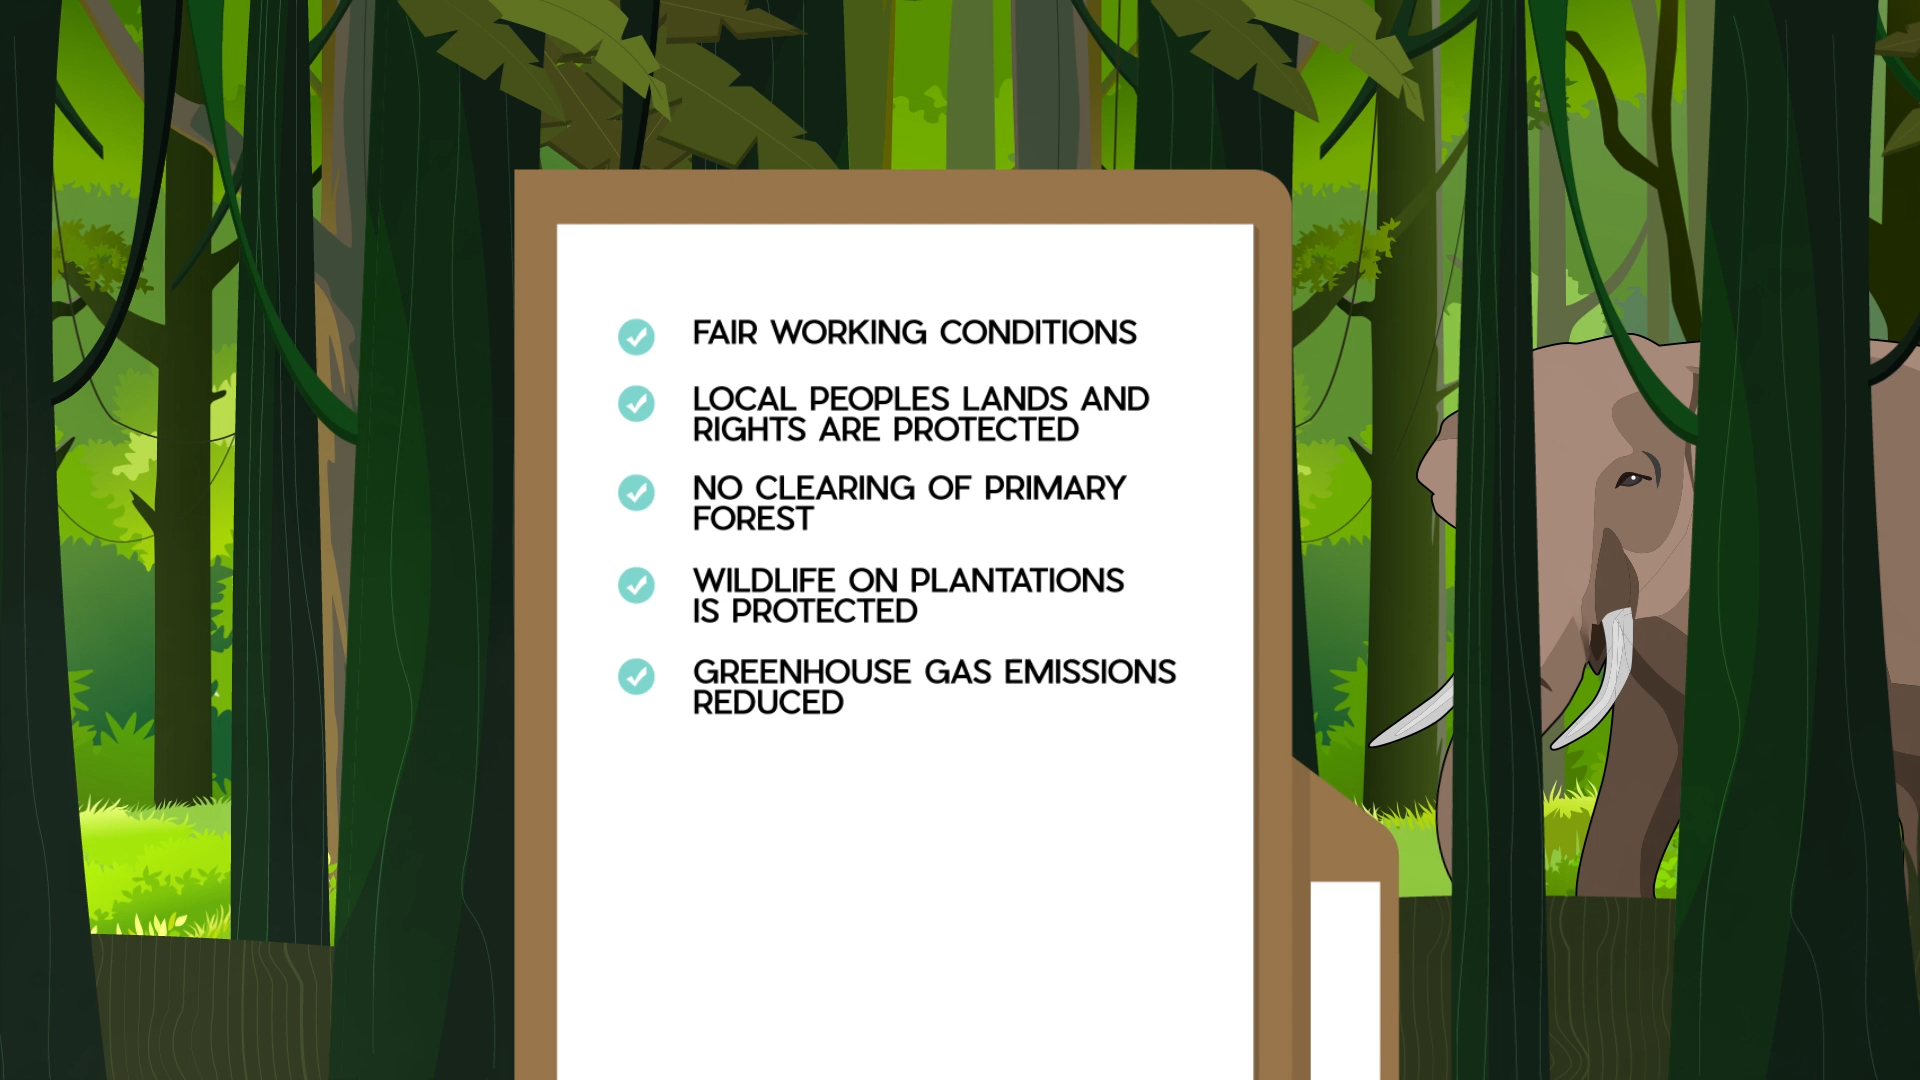 FAIR WORKING CONDITIONS
LOCAL PEOPLES LANDS AND
RIGHTS ARE PROTECTED
NO CLEARING OF PRIMARY
FOREST
WILDLIFE ON PLANTATIONS
IS PROTECTED
GREENHOUSE GAS EMISSIONS
REDUCED